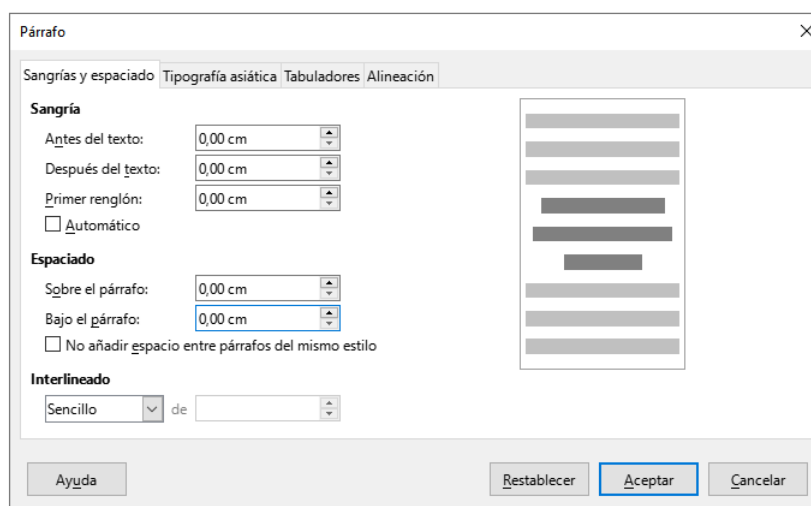 Párrafo
Sangrías y espaciado Tipografía asiática Tabuladores Alineación
Sangría
Antes del texto: 0,00 cm
Después del texto: 0,00 cm
Primer renglón: 0,00 cm
Automático
Espaciado
Sobre el párrafo: 0,00 cm
Bajo el párrafo: 0,00 cm
No añadir espacio entre párrafos del mismo estilo
Interlineado
Sencillo de
Ayuda Restablecer Aceptar Cancelar